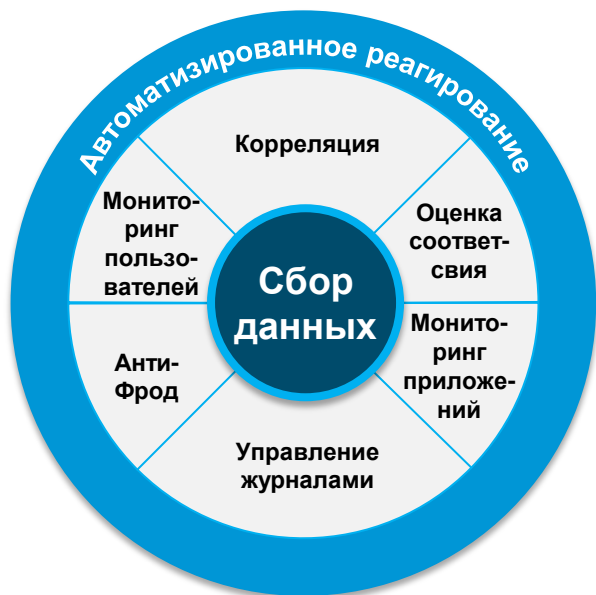 Автоматизированное реагирование
Корреляция
Монито-
ринг
пользо-
вателей
Оценка
соответ-
свия
Сбор
данных
Анти-
Фрод
Монито-
ринг
приложе-
ний
Управление
журналами